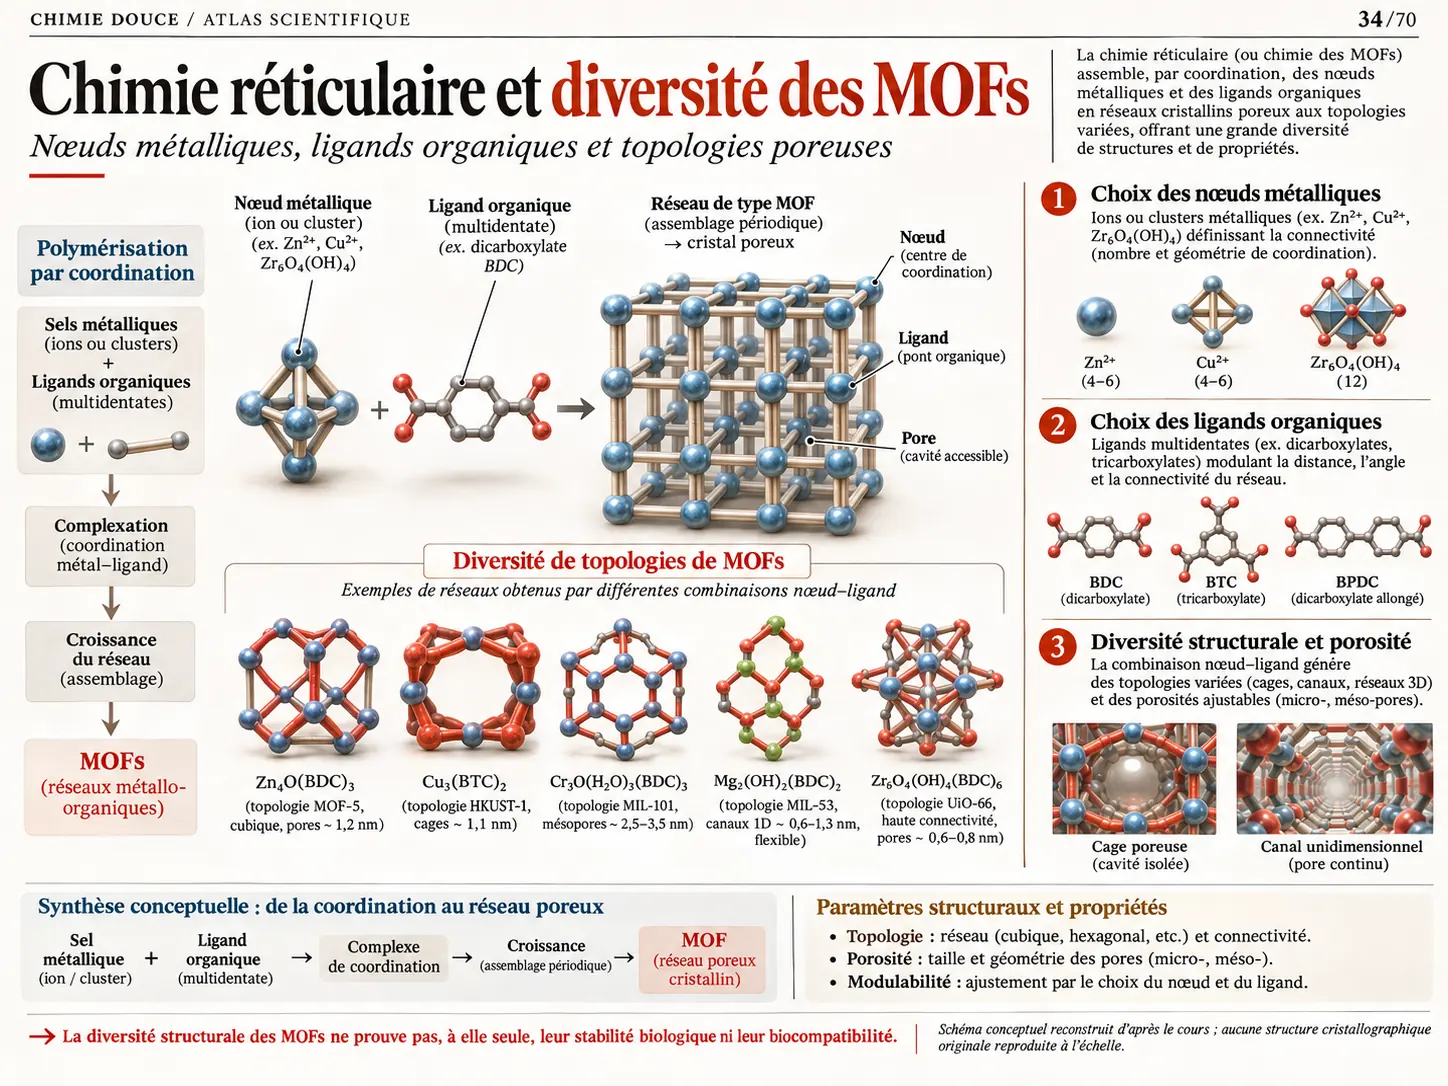 CHIMIE DOUCE / ATLAS SCIENTIFIQUE
34/70
Chimie réticulaire et diversité des MOFs
Nœuds métalliques, ligands organiques et topologies poreuses
La chimie réticulaire (ou chimie des MOFs)
assemble, par coordination, des nœuds
métalliques et des ligands organiques
en réseaux cristallins poreux aux topologies
variées, offrant une grande diversité
de structures et de propriétés.
Polymérisation
par coordination
Sels métalliques
(ions ou clusters)
+
Ligands organiques
(multidentates)
+
Complexation
(coordination
métal–ligand)
Croissance
du réseau
(assemblage)
MOFs
(réseaux métallo-
organiques)
Nœud métallique
(ion ou cluster)
(ex. Zn²⁺, Cu²⁺,
Zr₆O₄(OH)₄)
Ligand organique
(multidentate)
(ex. dicarboxylate
BDC)
Réseau de type MOF
(assemblage périodique)
→ cristal poreux
+
Nœud
(centre de
coordination)
Ligand
(pont organique)
Pore
(cavité accessible)
Diversité de topologies de MOFs
Exemples de réseaux obtenus par différentes combinaisons nœud–ligand
Zn₄O(BDC)₃
(topologie MOF-5,
cubique, pores ~ 1,2 nm)
Cu₃(BTC)₂
(topologie HKUST-1,
cages ~ 1,1 nm)
Cr₃O(H₂O)₃(BDC)₃
(topologie MIL-101,
mésopores ~ 2,5–3,5 nm)
Mg₂(OH)₂(BDC)₂
(topologie MIL-53,
canaux 1D ~ 0,6–1,3 nm,
flexible)
Zr₆O₄(OH)₄(BDC)₆
(topologie UiO-66,
haute connectivité,
pores ~ 0,6–0,8 nm)
1 Choix des nœuds métalliques
Ions ou clusters métalliques (ex. Zn²⁺, Cu²⁺,
Zr₆O₄(OH)₄) définissant la connectivité
(nombre et géométrie de coordination).
Zn²⁺
(4–6)
Cu²⁺
(4–6)
Zr₆O₄(OH)₄
(12)
2 Choix des ligands organiques
Ligands multidentates (ex. dicarboxylates,
tricarboxylates) modulant la distance, l'angle
et la connectivité du réseau.
BDC
(dicarboxylate)
BTC
(tricarboxylate)
BPDC
(dicarboxylate allongé)
3 Diversité structurale et porosité
La combinaison nœud–ligand génére
des topologies variées (cages, canaux, réseaux 3D)
et des porosités ajustables (micro-, méso-pores).
Cage poreuse
(cavité isolée)
Canal unidimensionnel
(pore continu)
Synthèse conceptuelle : de la coordination au réseau poreux
Sel
métallique
(ion / cluster)
+
Ligand
organique
(multidentate)
→
Complexe
de coordination
→
Croissance
(assemblage périodique)
→
MOF
(réseau poreux
cristallin)
Paramètres structuraux et propriétés
• Topologie : réseau (cubique, hexagonal, etc.) et connectivité.
• Porosité : taille et géométrie des pores (micro-, méso-).
• Modulabilité : ajustement par le choix du nœud et du ligand.
→ La diversité structurale des MOFs ne prouve pas, à elle seule, leur stabilité biologique ni leur biocompatibilité.
Schéma conceptuel reconstruit d'après le cours ; aucune structure cristallographique
originale reproduite à l'échelle.